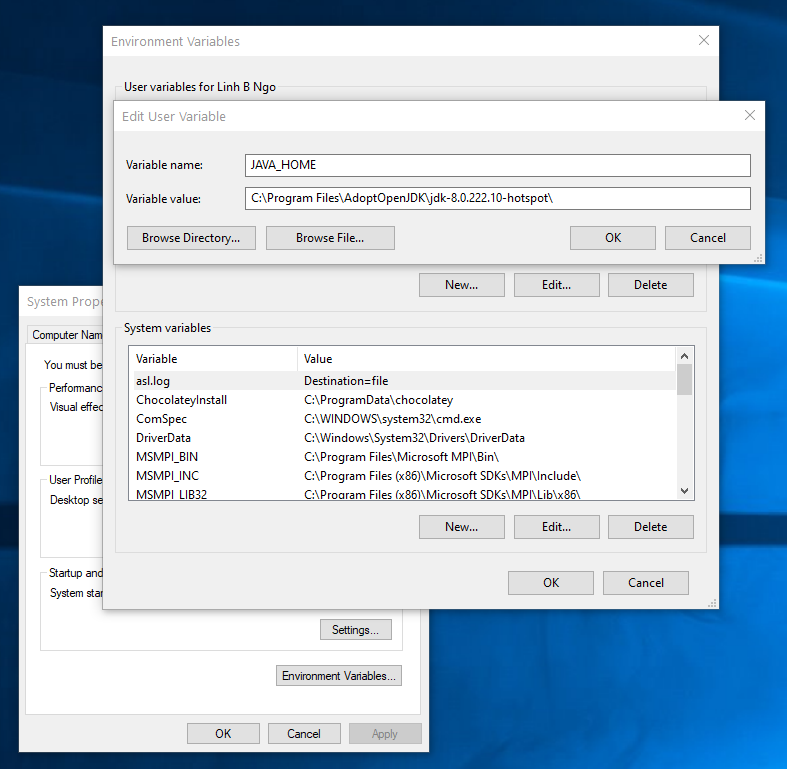 Environment Variables
User variables for Linh B Ngo
Edit User Variable
Variable name: JAVA_HOME
Variable value: C:\Program Files\AdoptOpenJDK\jdk-8.0.222.10-hotspot\
Browse Directory... Browse File... OK Cancel
New... Edit... Delete
System variables
Variable Value
asl.log Destination=file
ChocolateyInstall C:\ProgramData\chocolatey
ComSpec C:\WINDOWS\system32\cmd.exe
DriverData C:\Windows\System32\Drivers\DriverData
MSMPI_BIN C:\Program Files\Microsoft MPI\Bin\
MSMPI_INC C:\Program Files (x86)\Microsoft SDKs\MPI\Include\
MSMPI_LIB32 C:\Program Files (x86)\Microsoft SDKs\MPI\Lib\x86\
New... Edit... Delete
OK Cancel
System Prope
Computer Nam
You must be
Performanc
Visual effec
User Profile
Desktop se
Startup and
System star
Settings...
Environment Variables...
OK Cancel Apply